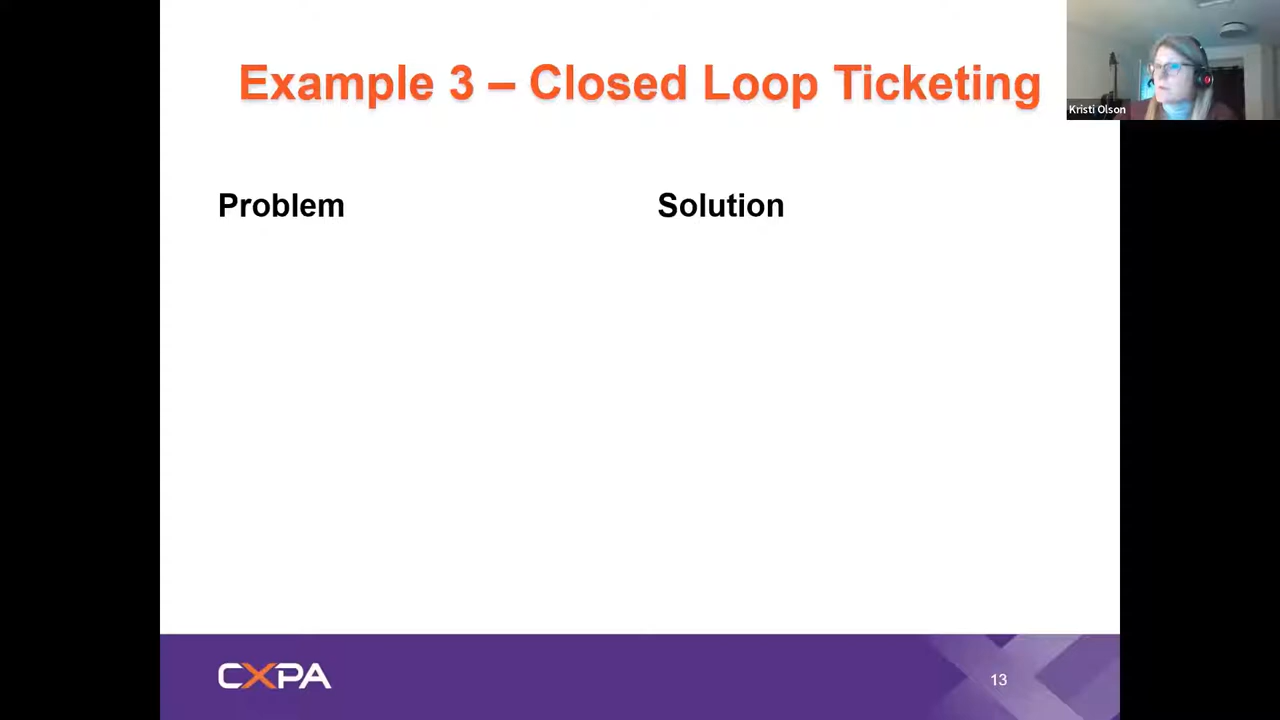 Example 3 – Closed Loop Ticketing
Kristi Olson
Problem
Solution
CXPA
13